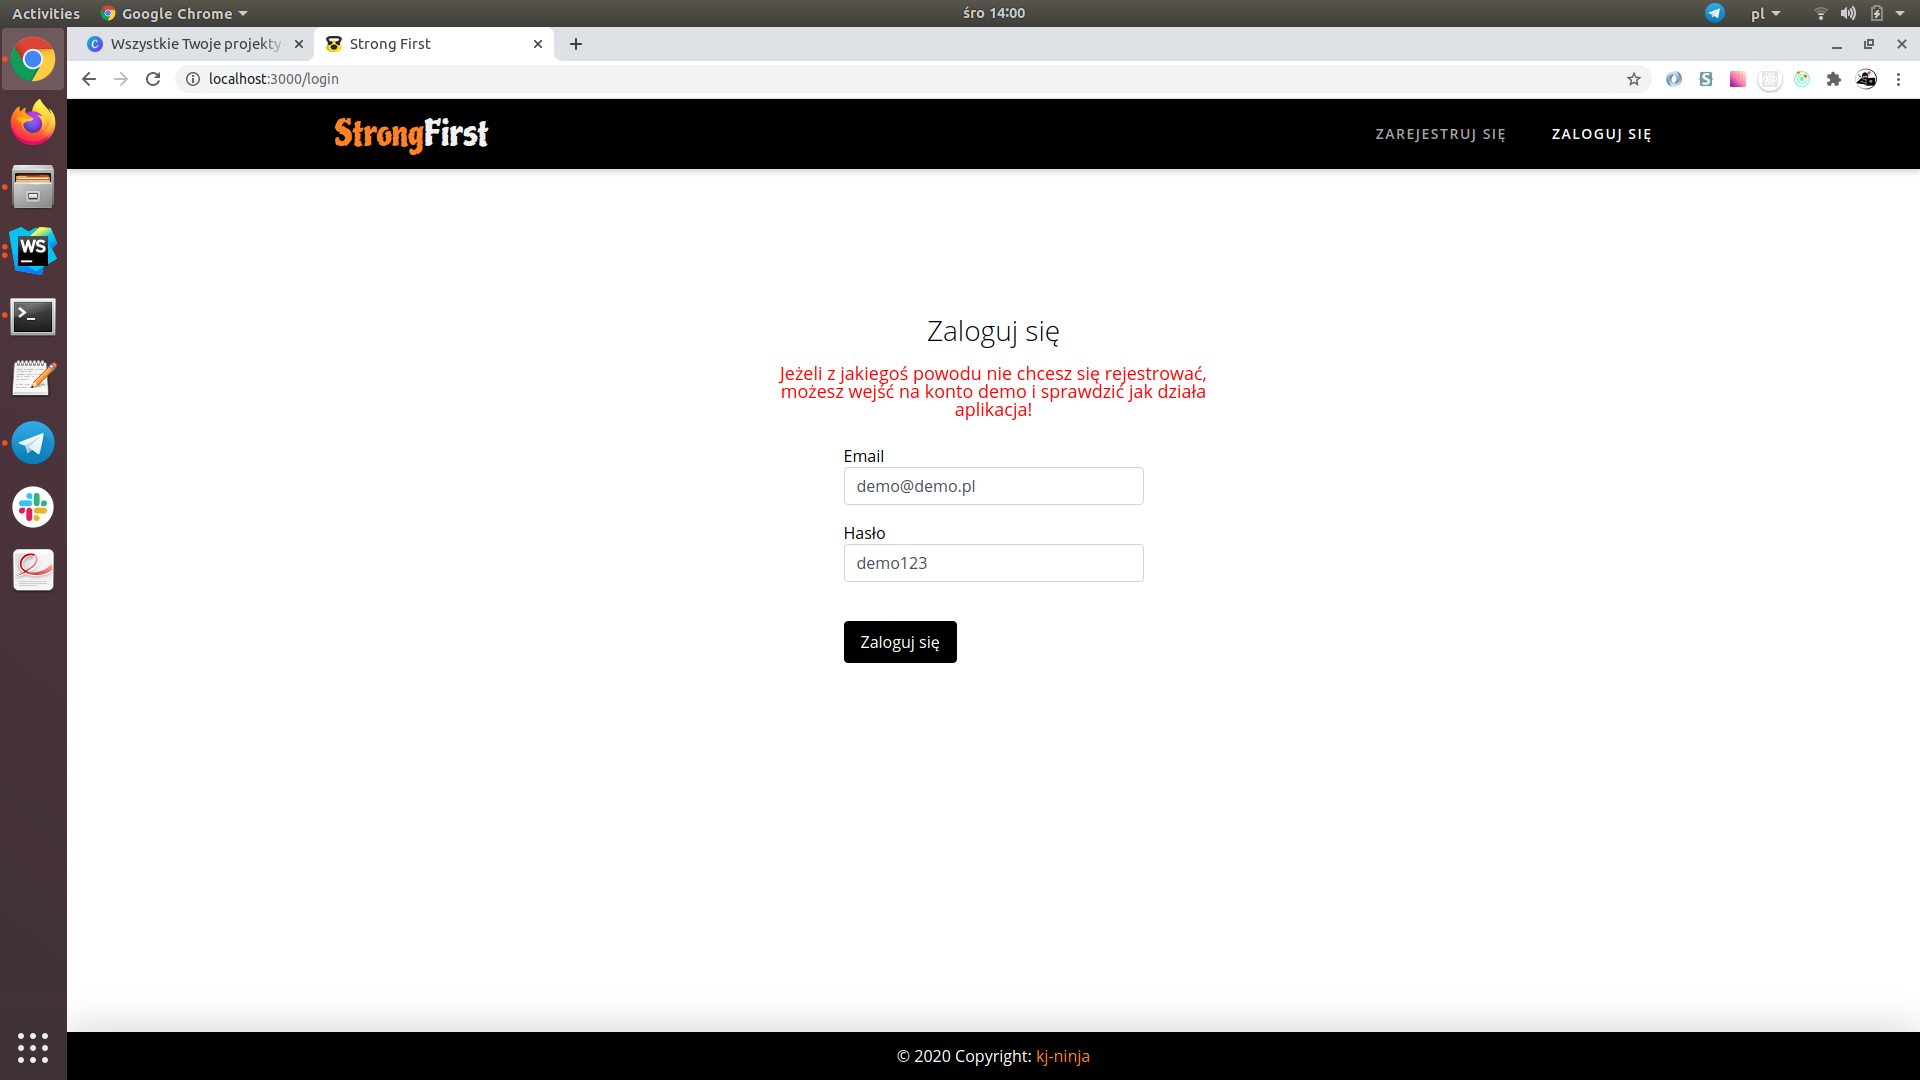 Activities
Google Chrome
śro 14:00
pl
Wszystkie Twoje projekty
Strong First
localhost:3000/login
StrongFirst
ZAREJESTRUJ SIĘ
ZALOGUJ SIĘ
WS
Zaloguj się
Jeżeli z jakiegoś powodu nie chcesz się rejestrować,
możesz wejść na konto demo i sprawdzić jak działa
aplikacja!
Email
demo@demo.pl
Hasło
demo123
Zaloguj się
© 2020 Copyright: kj-ninja